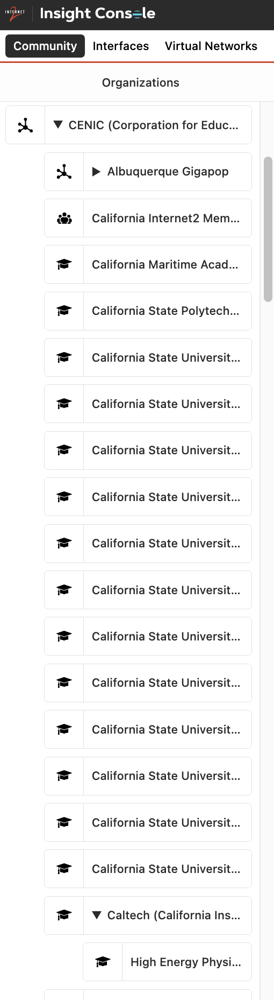 INTERNET
2
Insight Console
Community Interfaces Virtual Networks
Organizations
CENIC (Corporation for Educ...
Albuquerque Gigapop
California Internet2 Mem...
California Maritime Acad...
California State Polytech...
California State Universit...
California State Universit...
California State Universit...
California State Universit...
California State Universit...
California State Universit...
California State Universit...
California State Universit...
California State Universit...
California State Universit...
California State Universit...
California State Universit...
Caltech (California Ins...
High Energy Physi...